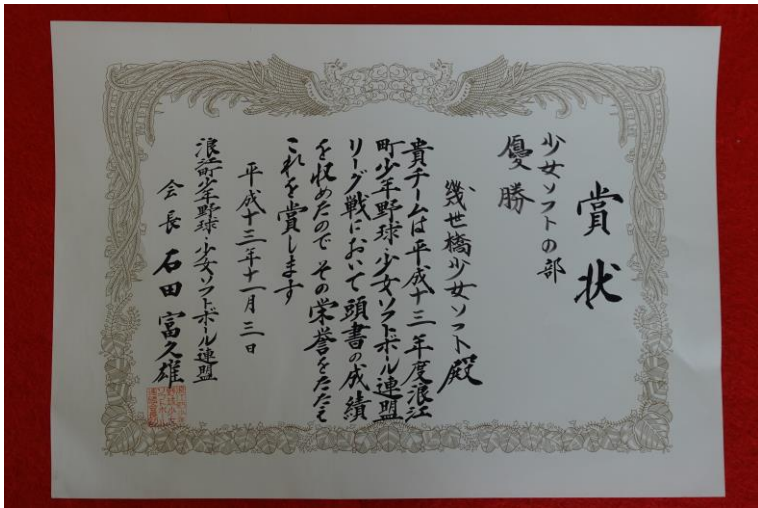 賞状
少女ソフトの部
優勝
幾世橋少女ソフト殿
貴チームは平成十三年度浪江
町少年野球・少女ソフトボール連盟
リーグ戦において頭書の成績
を収めたのでその栄誉をたたえ
これを賞します
平成十三年十一月三日
浪江町少年野球・少女ソフトボール連盟
会長 石田富久雄